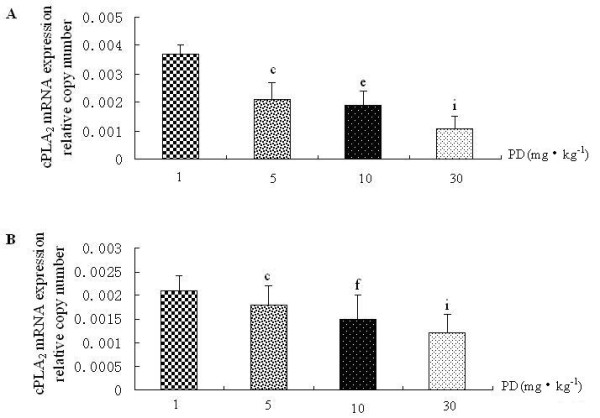 A
cPLA2 mRNA expression
relative copy number
0.005
0.004
0.003
0.002
0.001
0
c
e
i
1
5
10
30
PD(mg·kg-1)
B
cPLA2 mRNA expression
relative copy number
0.003
0.0025
0.002
0.0015
0.001
0.0005
0
c
f
i
1
5
10
30
PD(mg·kg-1)